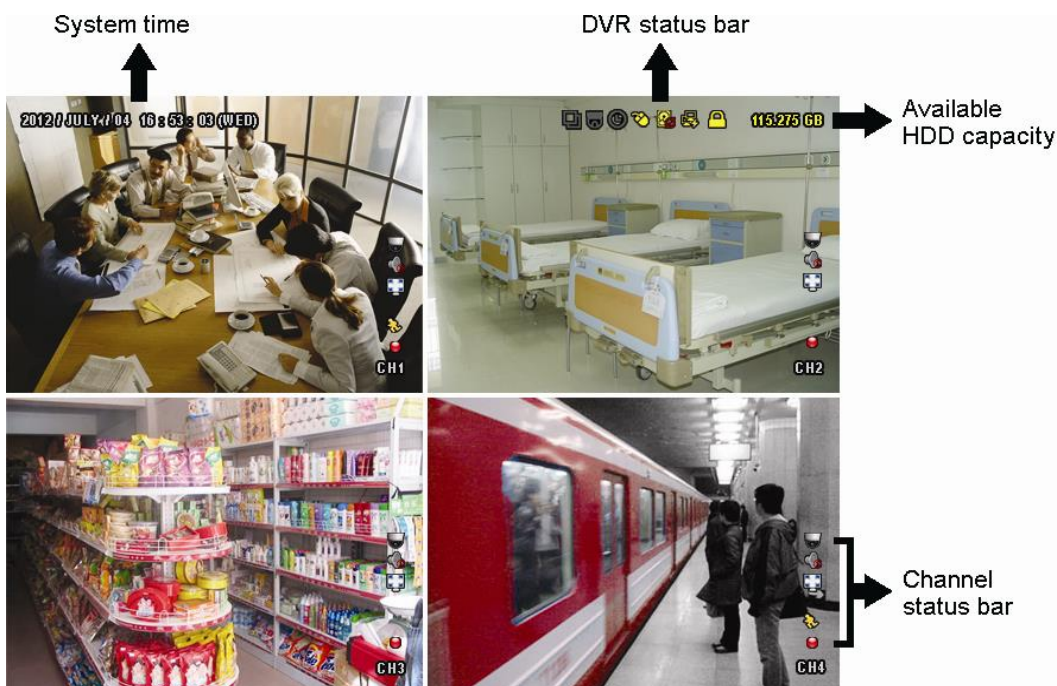 System time
DVR status bar
2012 / JULY / 04 16 : 53 : 03 (WED)
115.275 GB
Available
HDD capacity
CH1
CH2
Channel
status bar
CH3
CH4